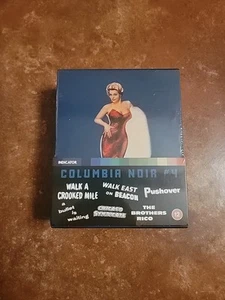 INDICATOR
COLUMBIA NOIR #4
WALK A
CROOKED MILE
WALK EAST
ON BEACON
Pushover
a
bullet is
waiting
CHICAGO
SYNDICATE
THE
BROTHERS
RICO
12